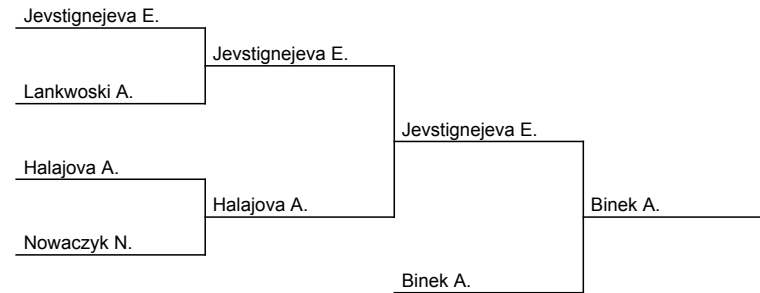 Jevstignejeva E.
Jevstignejeva E.
Lankwoski A.
Jevstignejeva E.
Halajova A.
Halajova A.
Binek A.
Nowaczyk N.
Binek A.